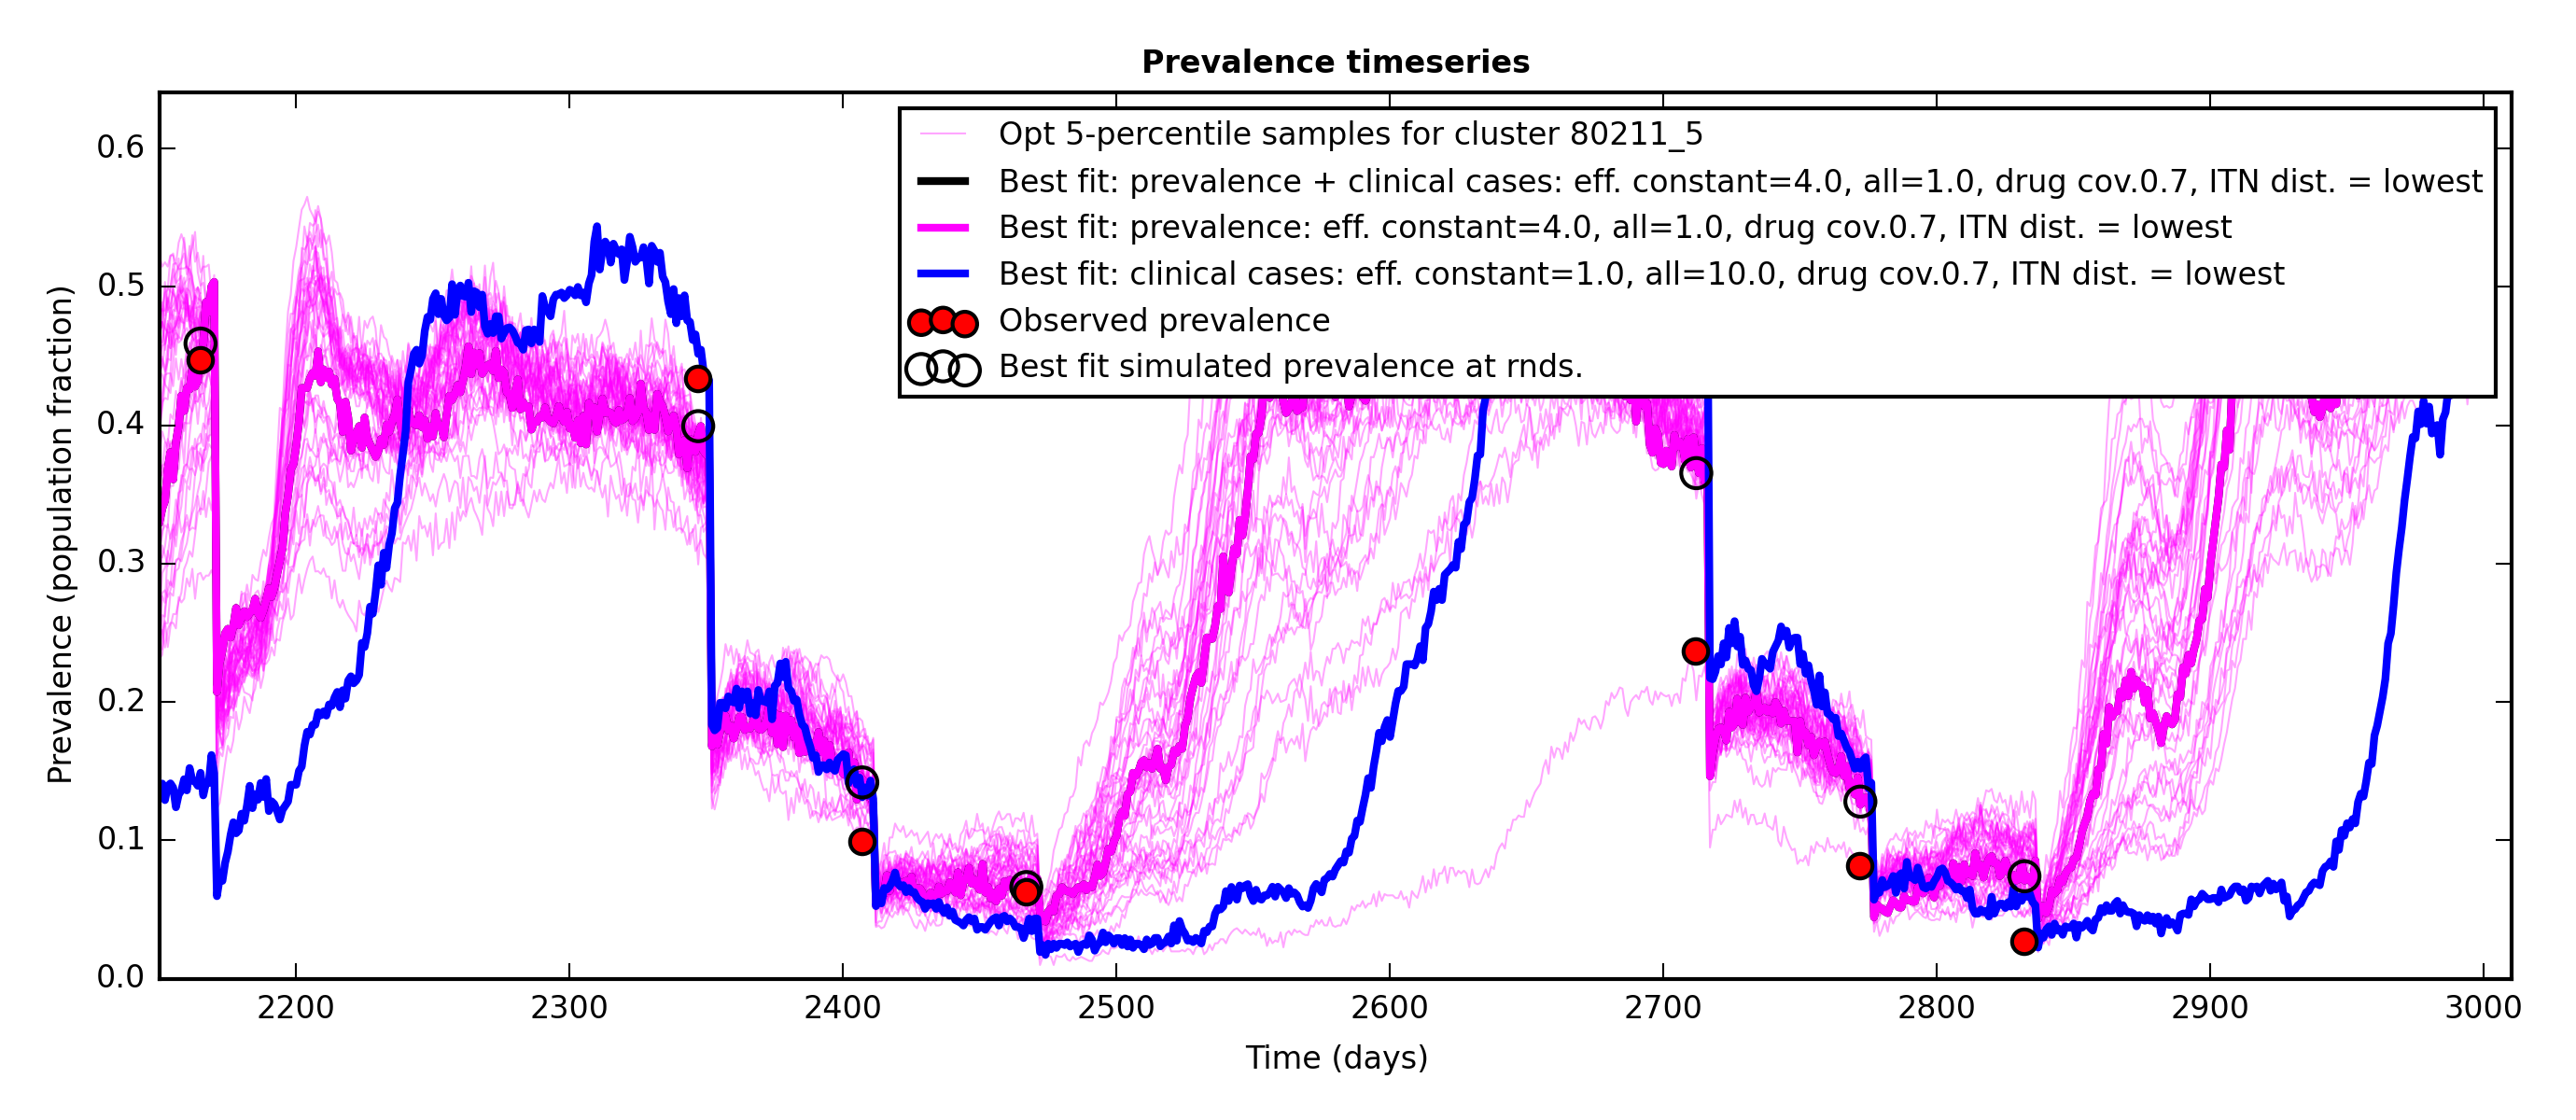 Prevalence timeseries
Opt 5-percentile samples for cluster 80211_5
Best fit: prevalence + clinical cases: eff. constant=4.0, all=1.0, drug cov.0.7, ITN dist. = lowest
Best fit: prevalence: eff. constant=4.0, all=1.0, drug cov.0.7, ITN dist. = lowest
Best fit: clinical cases: eff. constant=1.0, all=10.0, drug cov.0.7, ITN dist. = lowest
Observed prevalence
Best fit simulated prevalence at rnds.
Prevalence (population fraction)
0.6
0.5
0.4
0.3
0.2
0.1
0.0
2200 2300 2400 2500 2600 2700 2800 2900 3000
Time (days)